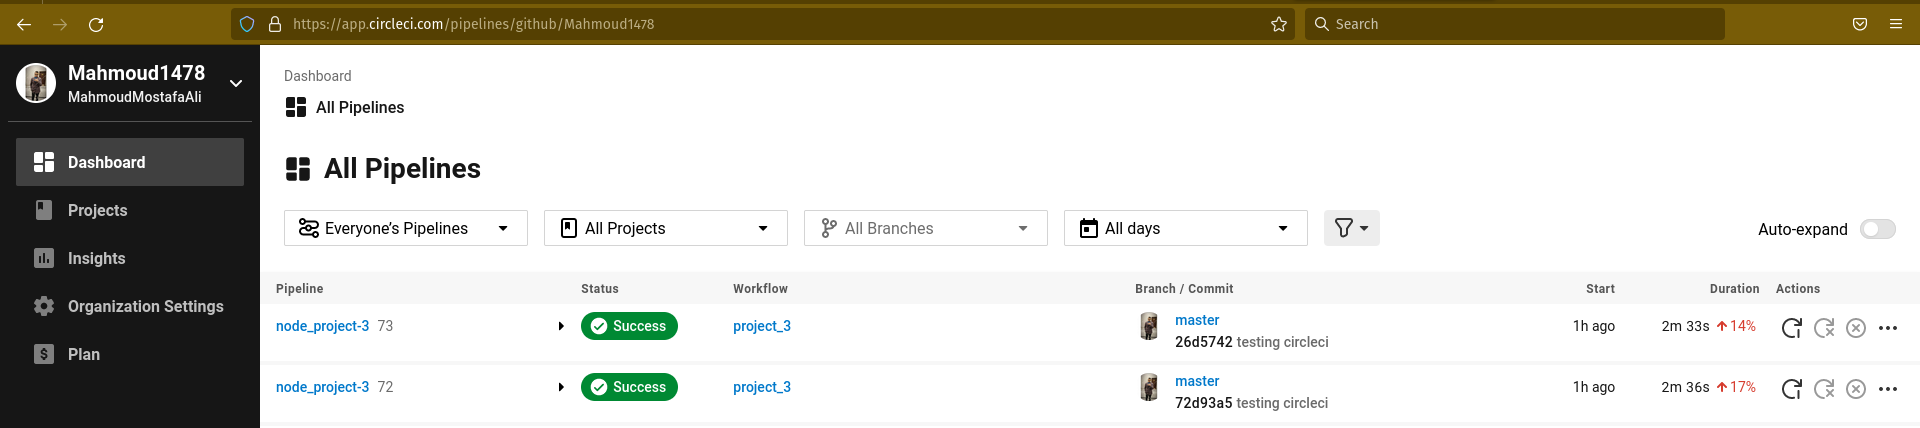 https://app.circleci.com/pipelines/github/Mahmoud1478
Search
Mahmoud1478
MahmoudMostafaAli
Dashboard
Projects
Insights
Organization Settings
Plan
Dashboard
All Pipelines
All Pipelines
Everyone’s Pipelines
All Projects
All Branches
All days
Auto-expand
Pipeline Status Workflow Branch / Commit Start Duration Actions
node_project-3 73 Success project_3 master 1h ago 2m 33s 14%
26d5742 testing circleci
node_project-3 72 Success project_3 master 1h ago 2m 36s 17%
72d93a5 testing circleci